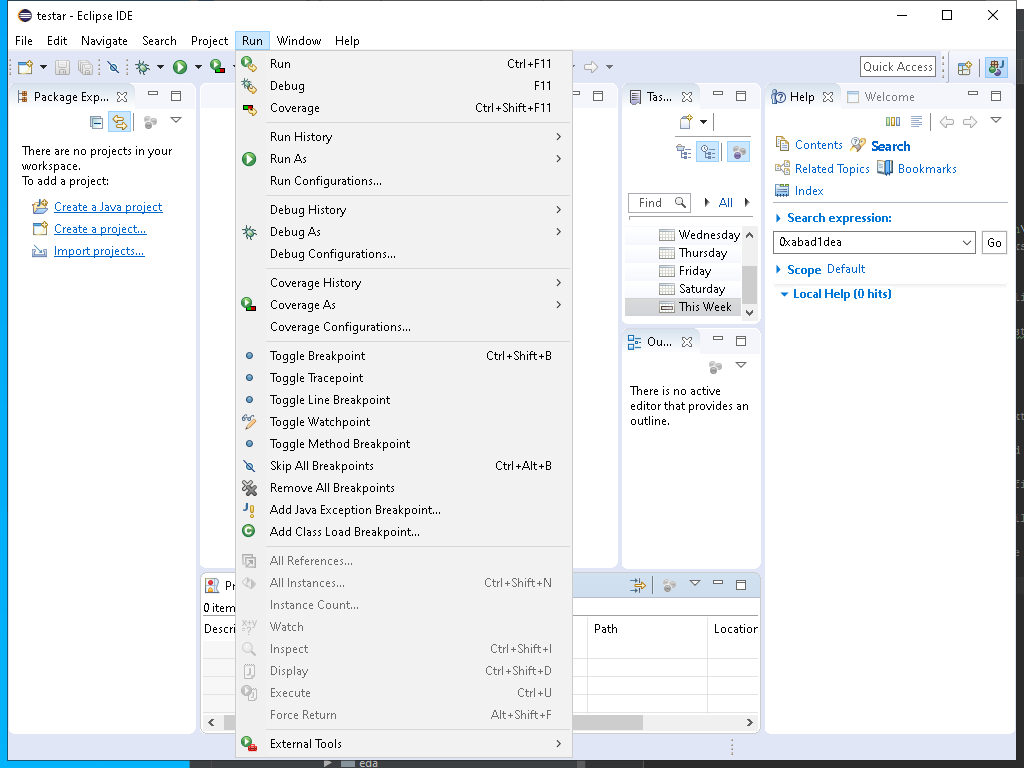 testar - Eclipse IDE
File Edit Navigate Search Project Run Window Help
Quick Access
Package Exp...
There are no projects in your
workspace.
To add a project:
Create a Java project
Create a project...
Import projects...
Run Ctrl+F11
Debug F11
Coverage Ctrl+Shift+F11
Run History
Run As
Run Configurations...
Debug History
Debug As
Debug Configurations...
Coverage History
Coverage As
Coverage Configurations...
Toggle Breakpoint Ctrl+Shift+B
Toggle Tracepoint
Toggle Line Breakpoint
Toggle Watchpoint
Toggle Method Breakpoint
Skip All Breakpoints Ctrl+Alt+B
Remove All Breakpoints
Add Java Exception Breakpoint...
Add Class Load Breakpoint...
All References...
All Instances... Ctrl+Shift+N
Instance Count...
Watch
Inspect Ctrl+Shift+I
Display Ctrl+Shift+D
Execute Ctrl+U
Force Return Alt+Shift+F
External Tools
Pr
0 item
Descri
Path Location
Tas...
Find All
Wednesday
Thursday
Friday
Saturday
This Week
Ou...
There is no active
editor that provides an
outline.
Help Welcome
Contents Search
Related Topics Bookmarks
Index
Search expression:
0xabad1dea Go
Scope Default
Local Help (0 hits)
eda